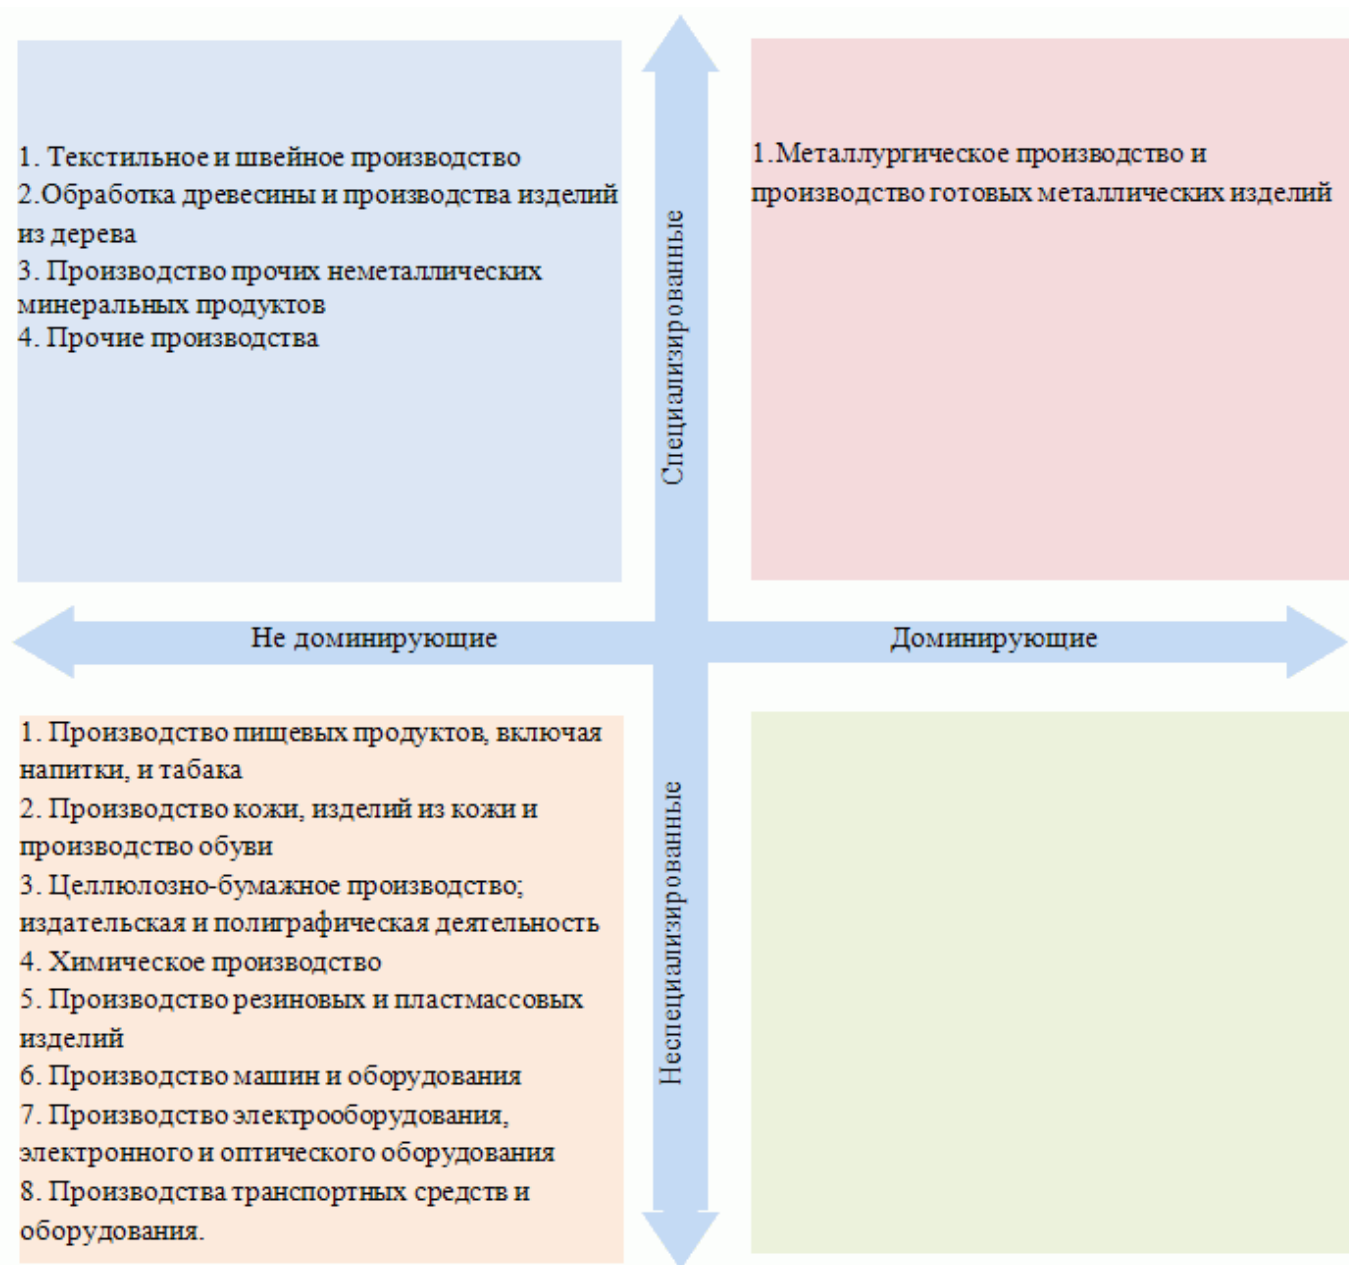 1. Текстильное и швейное производство
2.Обработка древесины и производства изделий
из дерева
3. Производство прочих неметаллических
минеральных продуктов
4. Прочие производства
Специализированные
1.Металлургическое производство и
производство готовых металлических изделий
Не доминирующие
Доминирующие
1. Производство пищевых продуктов, включая
напитки, и табака
2. Производство кожи, изделий из кожи и
производство обуви
3. Целлюлозно-бумажное производство;
издательская и полиграфическая деятельность
4. Химическое производство
5. Производство резиновых и пластмассовых
изделий
6. Производство машин и оборудования
7. Производство электрооборудования,
электронного и оптического оборудования
8. Производства транспортных средств и
оборудования.
Неспециализированные